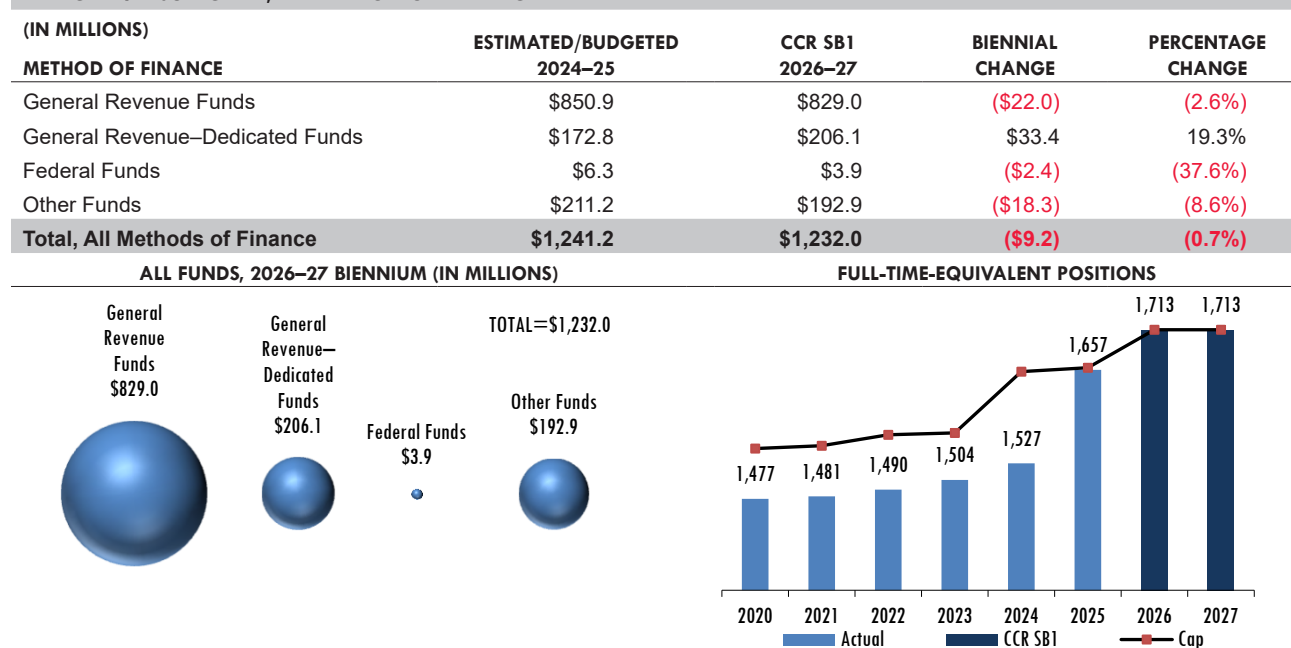 (IN MILLIONS)
METHOD OF FINANCE ESTIMATED/BUDGETED 2024–25 CCR SB1 2026–27 BIENNIAL CHANGE PERCENTAGE CHANGE
General Revenue Funds $850.9 $829.0 ($22.0) (2.6%)
General Revenue–Dedicated Funds $172.8 $206.1 $33.4 19.3%
Federal Funds $6.3 $3.9 ($2.4) (37.6%)
Other Funds $211.2 $192.9 ($18.3) (8.6%)
Total, All Methods of Finance $1,241.2 $1,232.0 ($9.2) (0.7%)
ALL FUNDS, 2026–27 BIENNIUM (IN MILLIONS)
General
Revenue
Funds
$829.0
General
Revenue—
Dedicated
Funds
$206.1
Federal Funds
$3.9
TOTAL=$1,232.0
Other Funds
$192.9
FULL-TIME-EQUIVALENT POSITIONS
1,477 1,481 1,490 1,504 1,527 1,657 1,713 1,713
2020 2021 2022 2023 2024 2025 2026 2027
Actual CCR SB1 Cap